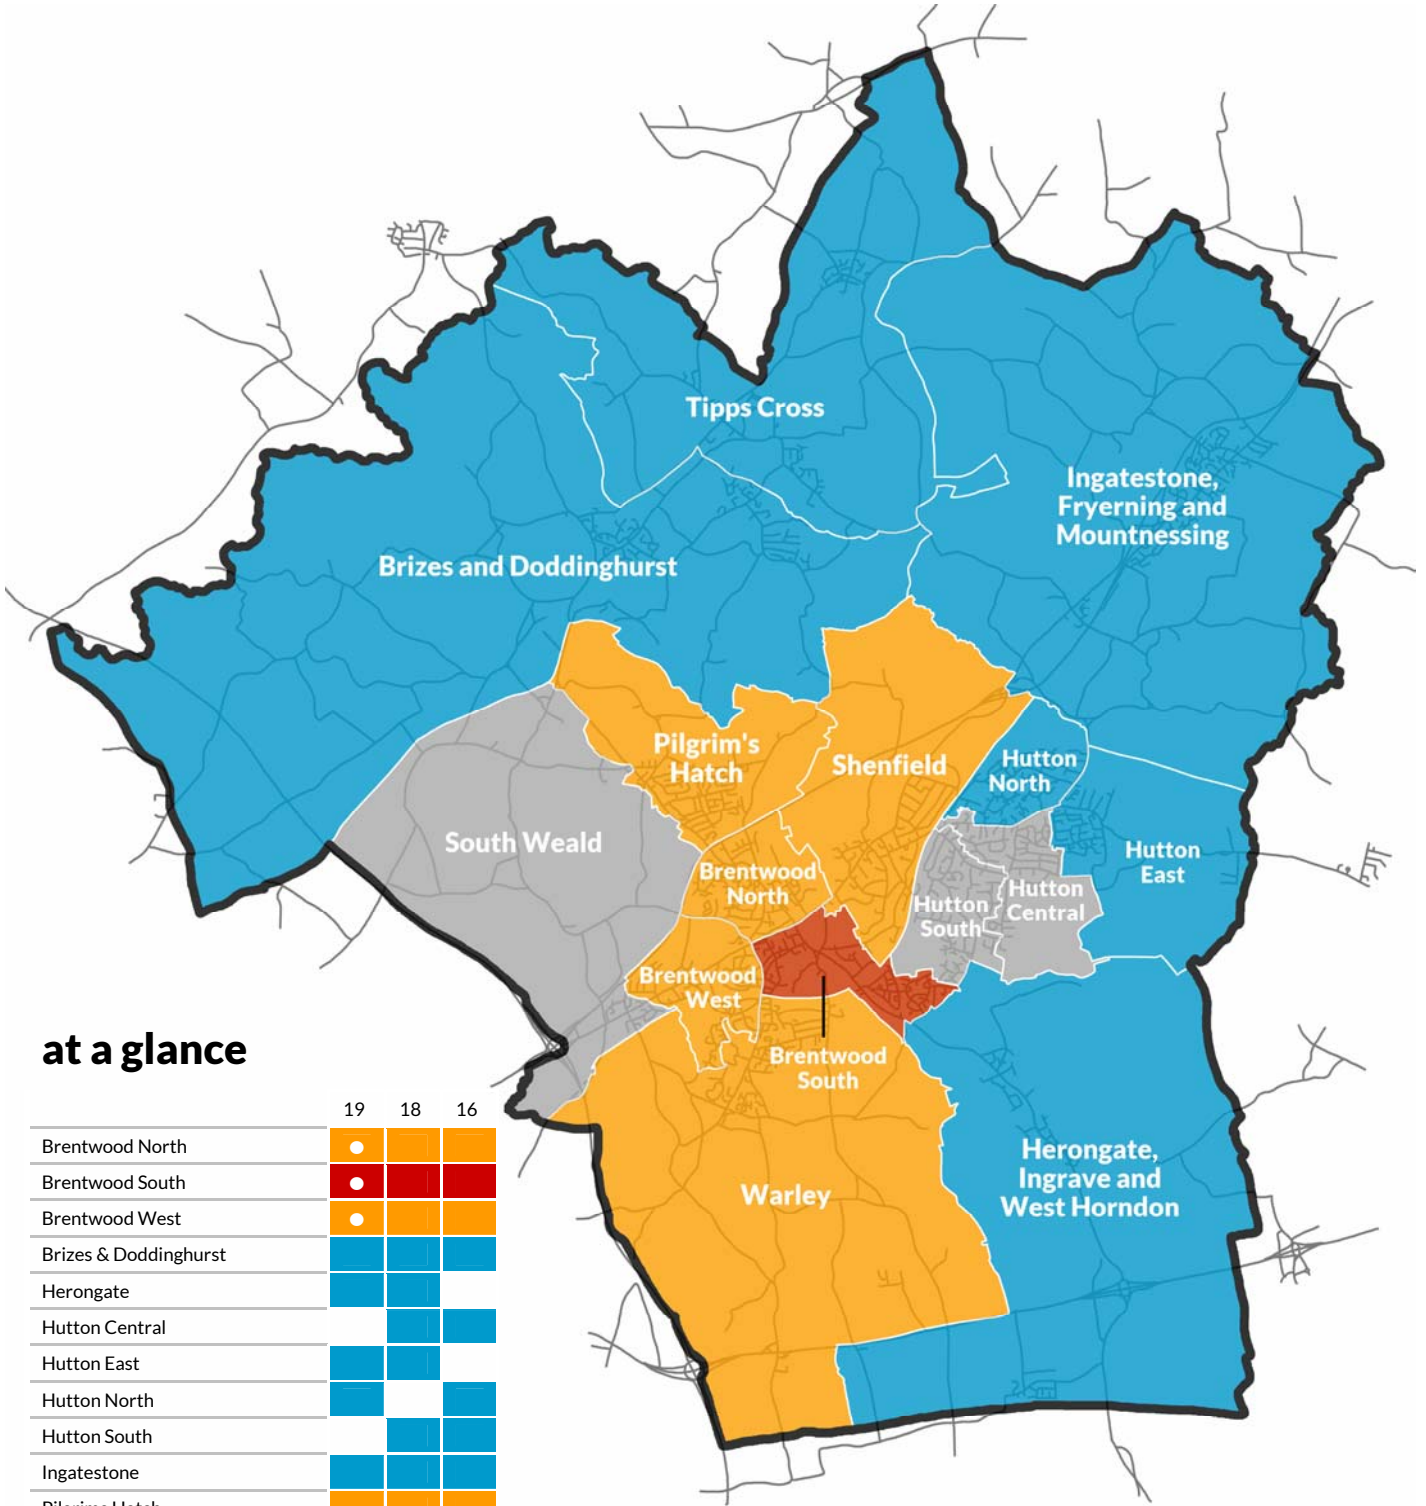 Tipps Cross
Ingatestone,
Fryerning and
Mountnessing
Brizes and Doddinghurst
Pilgrim's
Hatch
Shenfield
Hutton
North
South Weald
Hutton
East
Brentwood
North
Hutton
Central
Hutton
South
Brentwood
West
at a glance
Brentwood
South
Herongate,
Ingrave and
West Horndon
Warley
19 18 16
Brentwood North
Brentwood South
Brentwood West
Brizes & Doddinghurst
Herongate
Hutton Central
Hutton East
Hutton North
Hutton South
Ingatestone
Pilgrims Hatch